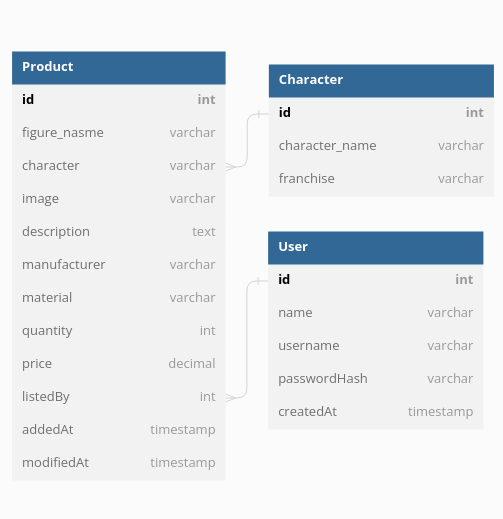 Product
id int
figure_nasme varchar
character varchar
image varchar
description text
manufacturer varchar
material varchar
quantity int
price decimal
listedBy int
addedAt timestamp
modifiedAt timestamp
Character
id int
character_name varchar
franchise varchar
User
id int
name varchar
username varchar
passwordHash varchar
createdAt timestamp